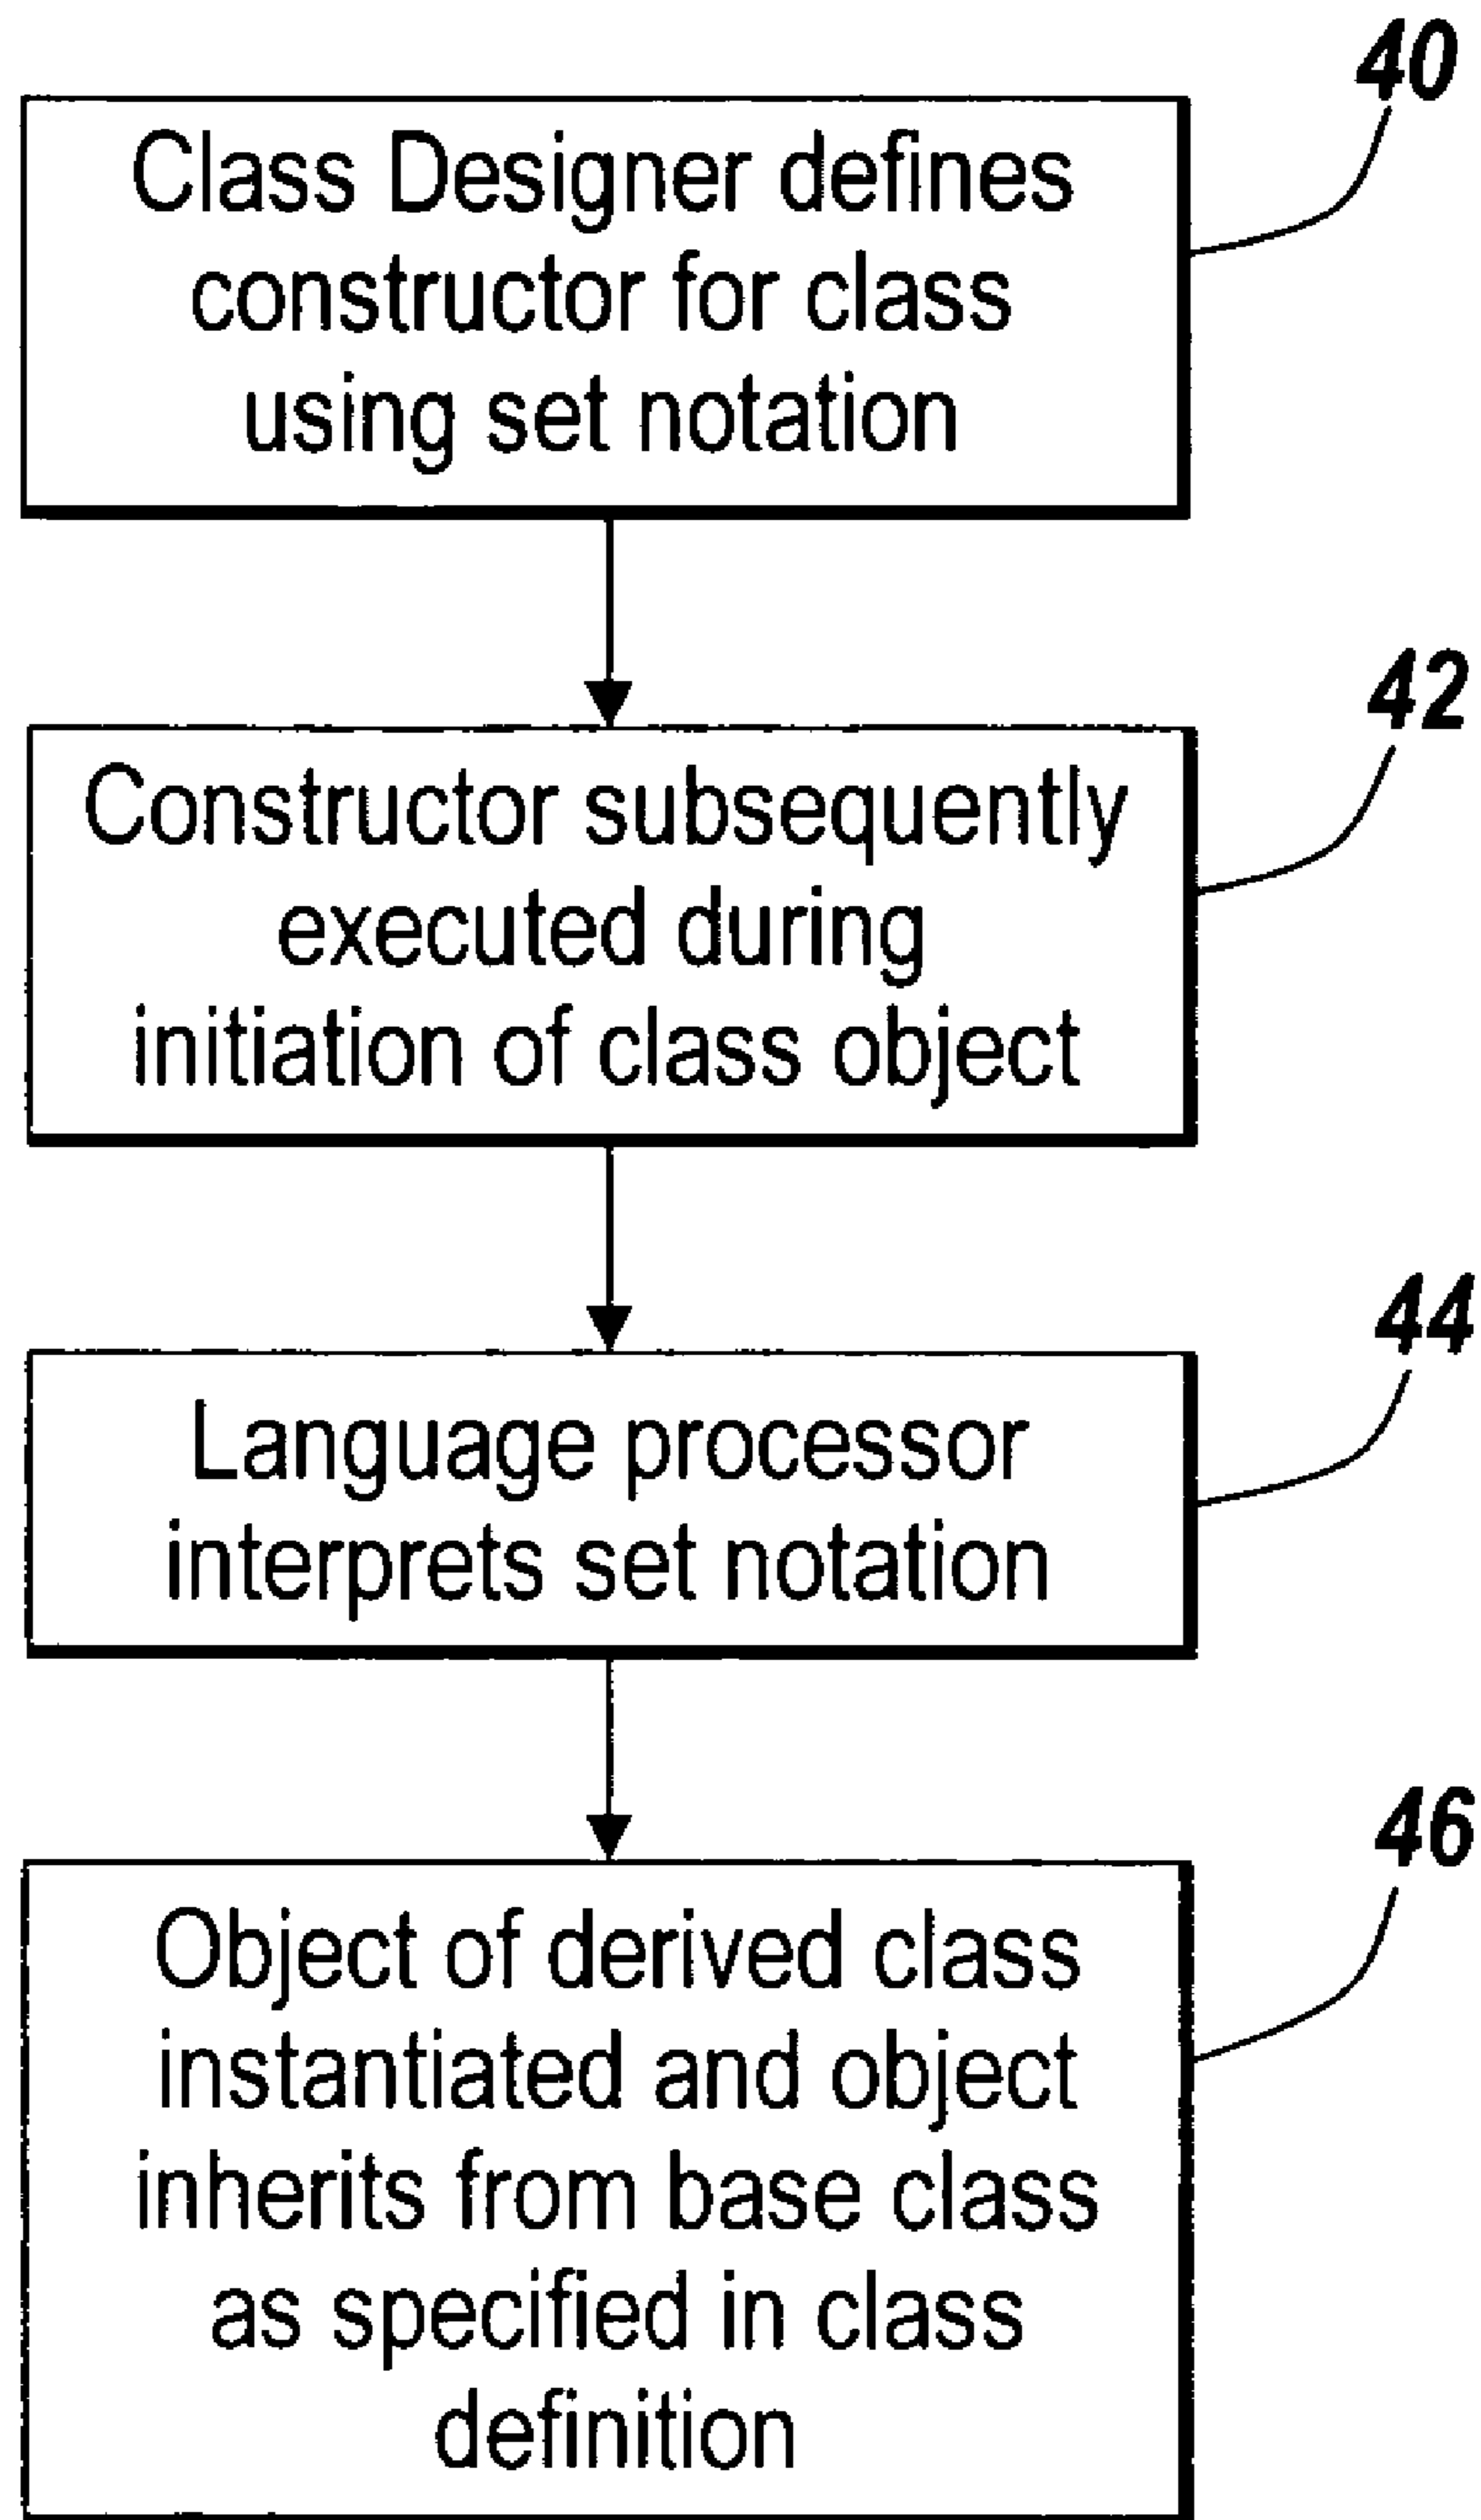 40
Class Designer defines
constructor for class
using set notation
42
Constructor subsequently
executed during
initiation of class object
44
Language processor
interprets set notation
46
Object of derived class
instantiated and object
inherits from base class
as specified in class
definition